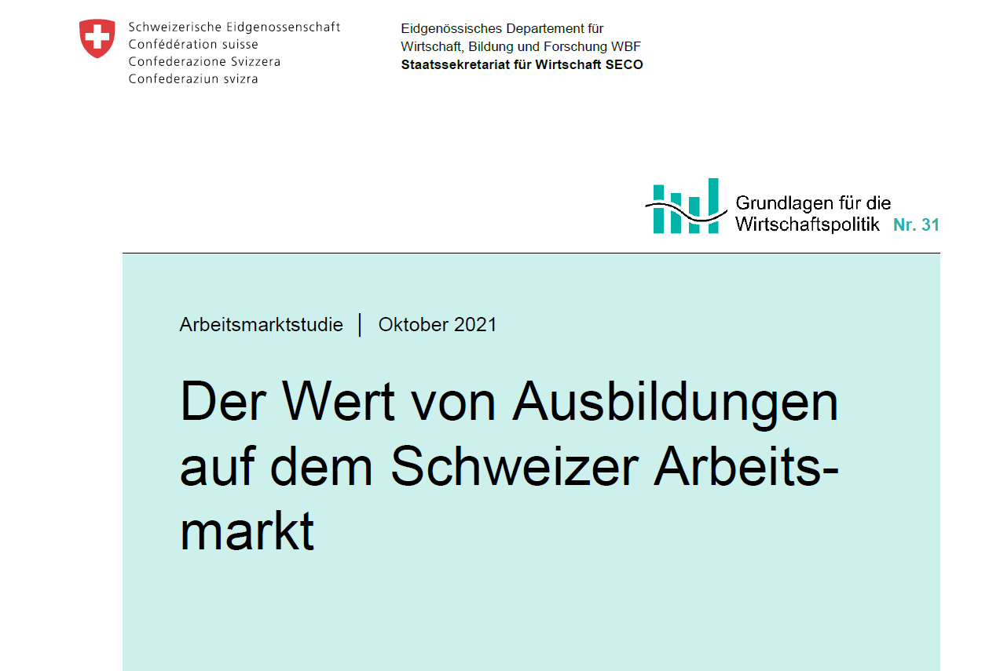 Schweizerische Eidgenossenschaft
Confédération suisse
Confederazione Svizzera
Confederaziun svizra
Eidgenössisches Departement für
Wirtschaft, Bildung und Forschung WBF
Staatssekretariat für Wirtschaft SECO
Grundlagen für die
Wirtschaftspolitik Nr. 31
Arbeitsmarktstudie | Oktober 2021
Der Wert von Ausbildungen
auf dem Schweizer Arbeits-
markt